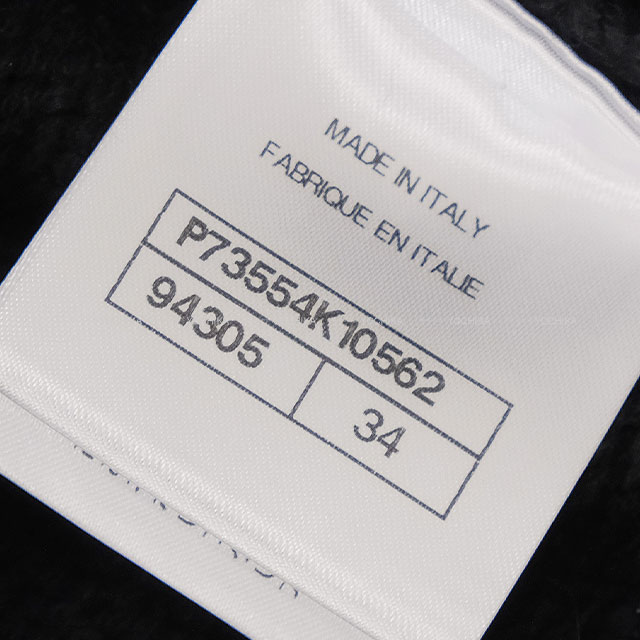 MADE IN ITALY
FABRIQUE EN ITALIE
P73554K10562
94305 34